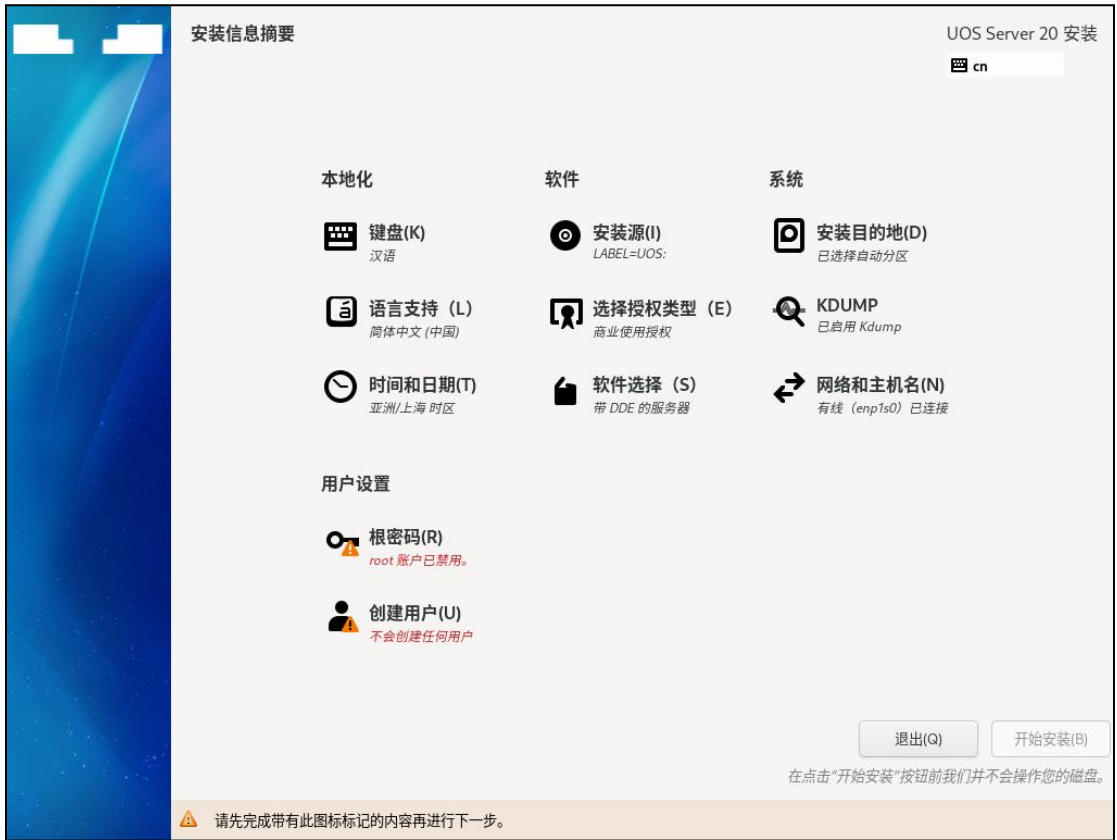 安装信息摘要
UOS Server 20 安装
cn
本地化
键盘(K)
汉语
语言支持（L）
简体中文 (中国)
时间和日期(T)
亚洲/上海 时区
软件
安装源(I)
LABEL=UOS:
选择授权类型（E）
商业使用授权
软件选择（S）
带 DDE 的服务器
系统
安装目的地(D)
已选择自动分区
KDUMP
已启用 Kdump
网络和主机名(N)
有线（enp1s0）已连接
用户设置
根密码(R)
root 账户已禁用。
创建用户(U)
不会创建任何用户
退出(Q)
开始安装(B)
在点击“开始安装”按钮前我们并不会操作您的磁盘。
请先完成带有此图标标记的内容再进行下一步。